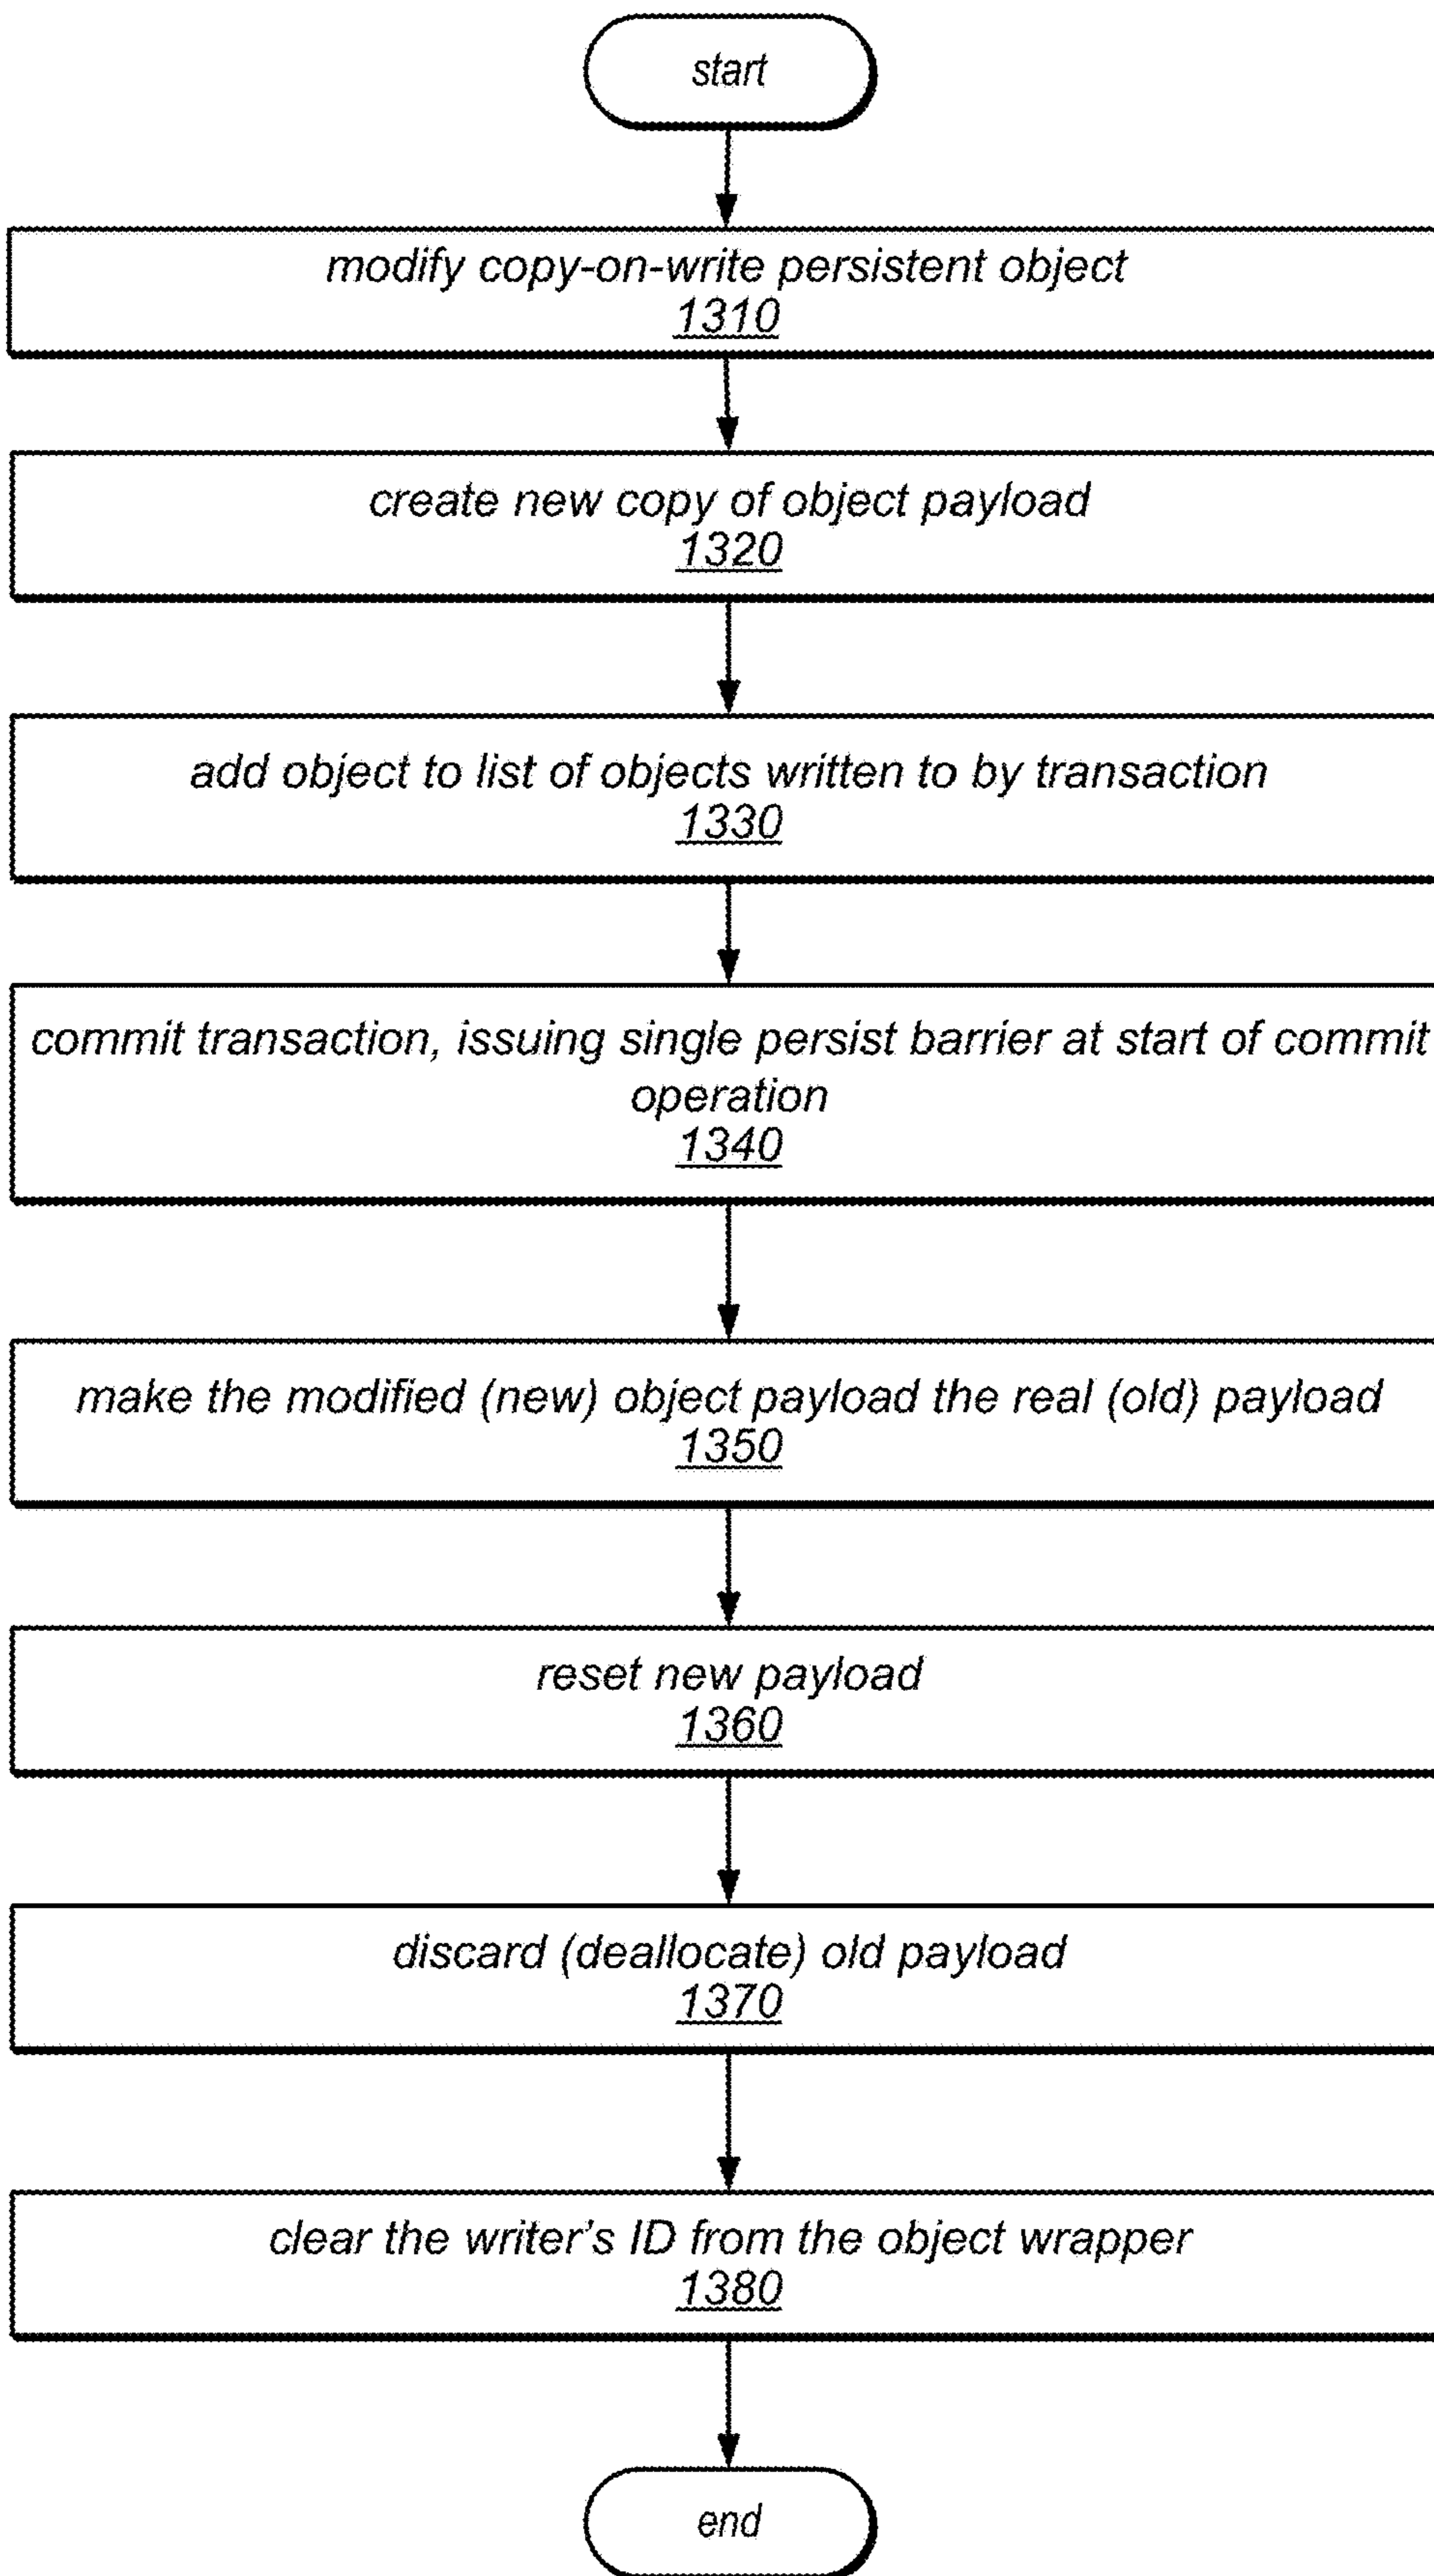 start
modify copy-on-write persistent object
1310
create new copy of object payload
1320
add object to list of objects written to by transaction
1330
commit transaction, issuing single persist barrier at start of commit
operation
1340
make the modified (new) object payload the real (old) payload
1350
reset new payload
1360
discard (deallocate) old payload
1370
clear the writer's ID from the object wrapper
1380
end